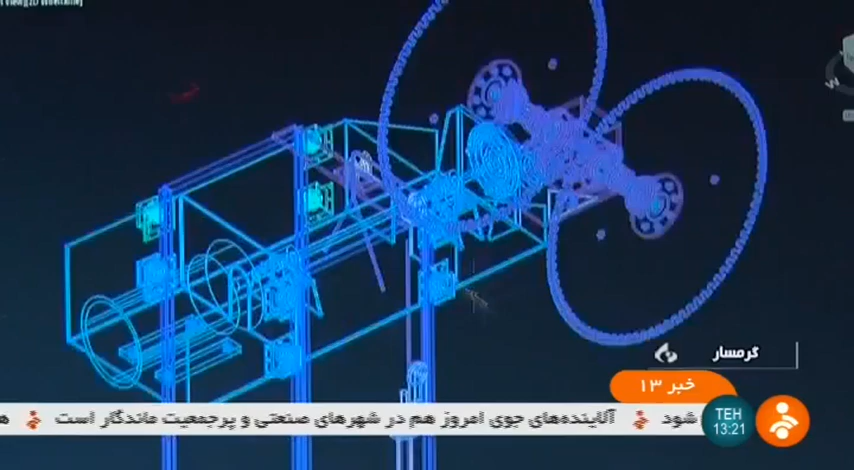 گرمسار
خبر ۱۳
شود
آلاینده‌های جوی امروز هم در شهرهای صنعتی و پرجمعیت ماندگار است
TEH
13:21